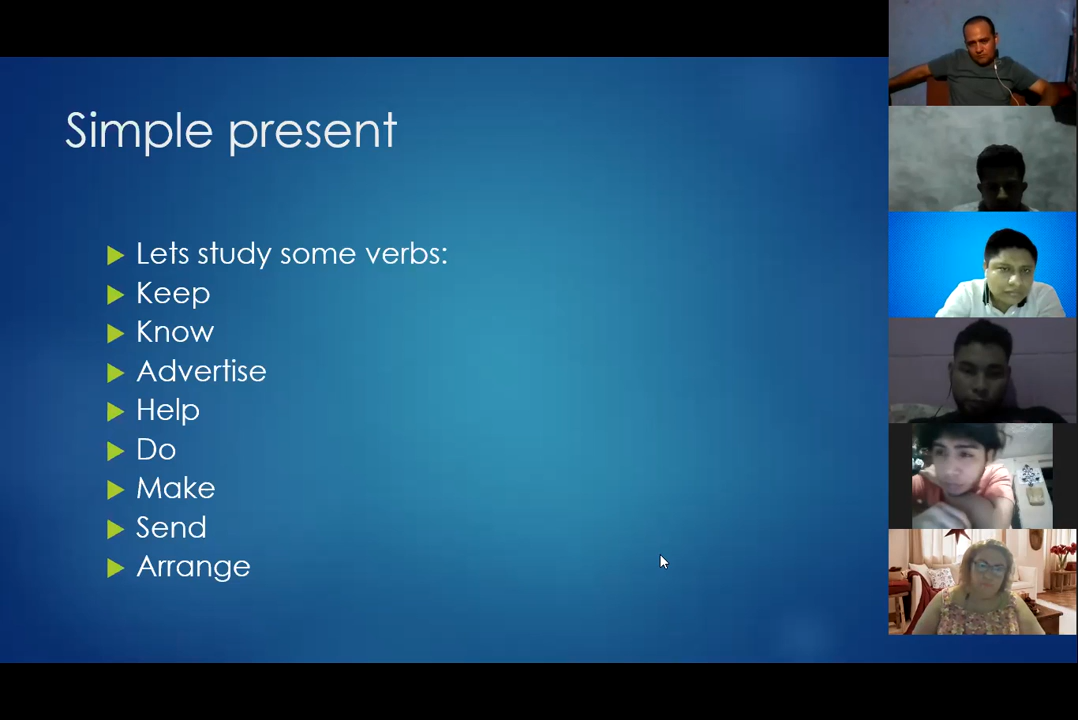 Simple present
Lets study some verbs:
Keep
Know
Advertise
Help
Do
Make
Send
Arrange